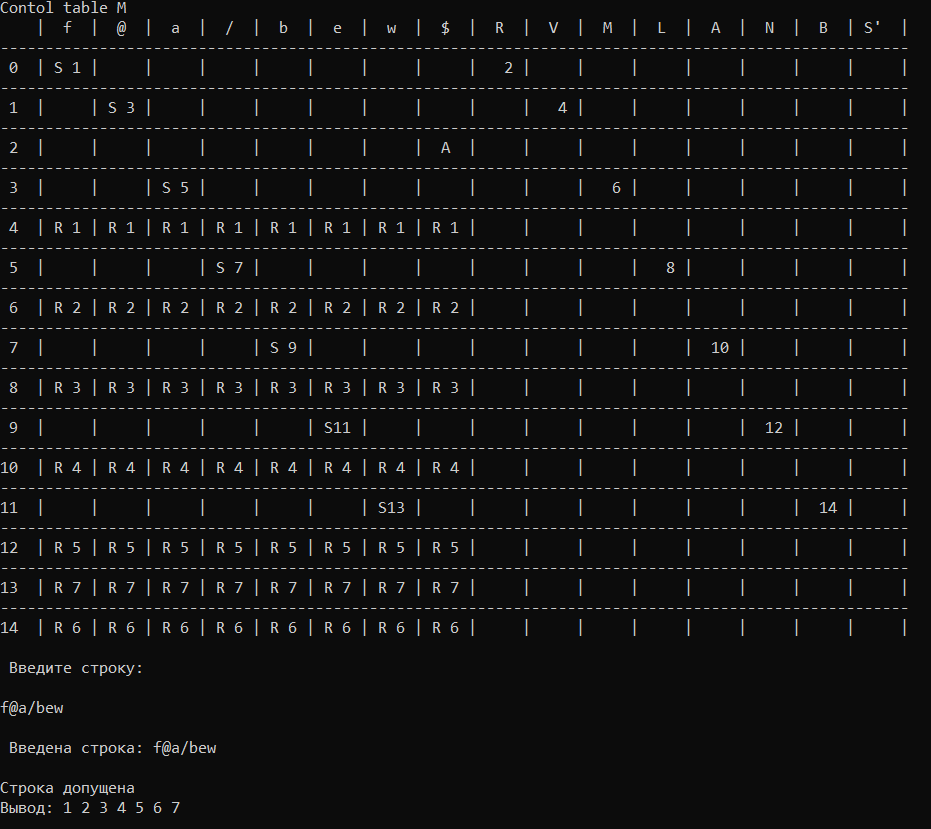 Contol table M
    |  f  |  @  |  a  |  /  |  b  |  e  |  w  |  $  |  R  |  V  |  M  |  L  |  A  |  N  |  B  | S'  |
-----------------------------------------------------------------------------------------------------
 0  | S 1 |     |     |     |     |     |     |     |   2 |     |     |     |     |     |     |     |
-----------------------------------------------------------------------------------------------------
 1  |     | S 3 |     |     |     |     |     |     |     |   4 |     |     |     |     |     |     |
-----------------------------------------------------------------------------------------------------
 2  |     |     |     |     |     |     |     |  A  |     |     |     |     |     |     |     |     |
-----------------------------------------------------------------------------------------------------
 3  |     |     | S 5 |     |     |     |     |     |     |     |   6 |     |     |     |     |     |
-----------------------------------------------------------------------------------------------------
 4  | R 1 | R 1 | R 1 | R 1 | R 1 | R 1 | R 1 | R 1 |     |     |     |     |     |     |     |     |
-----------------------------------------------------------------------------------------------------
 5  |     |     |     | S 7 |     |     |     |     |     |     |     |   8 |     |     |     |     |
-----------------------------------------------------------------------------------------------------
 6  | R 2 | R 2 | R 2 | R 2 | R 2 | R 2 | R 2 | R 2 |     |     |     |     |     |     |     |     |
-----------------------------------------------------------------------------------------------------
 7  |     |     |     |     | S 9 |     |     |     |     |     |     |     |  10 |     |     |     |
-----------------------------------------------------------------------------------------------------
 8  | R 3 | R 3 | R 3 | R 3 | R 3 | R 3 | R 3 | R 3 |     |     |     |     |     |     |     |     |
-----------------------------------------------------------------------------------------------------
 9  |     |     |     |     |     | S11 |     |     |     |     |     |     |     |  12 |     |     |
-----------------------------------------------------------------------------------------------------
10  | R 4 | R 4 | R 4 | R 4 | R 4 | R 4 | R 4 | R 4 |     |     |     |     |     |     |     |     |
-----------------------------------------------------------------------------------------------------
11  |     |     |     |     |     |     | S13 |     |     |     |     |     |     |     |  14 |     |
-----------------------------------------------------------------------------------------------------
12  | R 5 | R 5 | R 5 | R 5 | R 5 | R 5 | R 5 | R 5 |     |     |     |     |     |     |     |     |
-----------------------------------------------------------------------------------------------------
13  | R 7 | R 7 | R 7 | R 7 | R 7 | R 7 | R 7 | R 7 |     |     |     |     |     |     |     |     |
-----------------------------------------------------------------------------------------------------
14  | R 6 | R 6 | R 6 | R 6 | R 6 | R 6 | R 6 | R 6 |     |     |     |     |     |     |     |     |
 Введите строку:
f@a/bew
 Введена строка: f@a/bew
Строка допущена
Вывод: 1 2 3 4 5 6 7